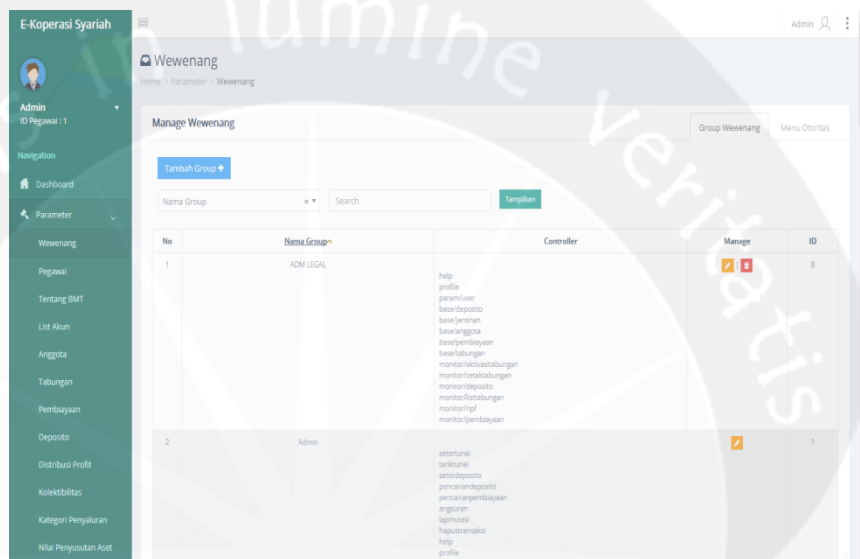 E-Koperasi Syariah
Admin
Wewenang
Home > Parameter > Wewenang
Admin
ID Pegawai : 1
Manage Wewenang
Group Wewenang
Menu Otoritas
Navigation
Dashboard
Parameter
Wewenang
Pegawai
Tentang BMT
List Akun
Anggota
Tabungan
Pembiayaan
Deposito
Distribusi Profit
Kolektibilitas
Kategori Penyaluran
Nilai Penyusutan Aset
Tambah Group +
Nama Group × Search Tampilkan
No Nama Group Controller Manage ID
1 ADM LEGAL 8
help
profile
param/user
base/deposito
base/jaminan
base/anggota
base/pembiayaan
base/tabungan
monitor/aktivasitabungan
monitor/cetaktabungan
monitor/deposito
monitor/listtabungan
monitor/npf
monitor/pembiayaan
2 Admin 1
setortunai
tariktunai
setordeposito
pencairandeposito
pencairanpembiayaan
angsuran
lapmutasi
hapustransaksi
help
profile
in lumine veritatis